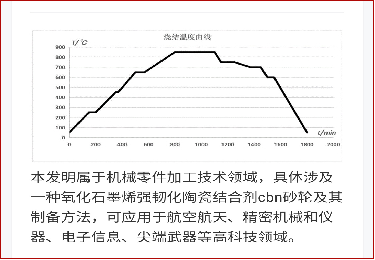 烧结温度曲线
t/℃
900
800
700
600
500
400
300
200
100
0
0 200 400 600 800 1000 1200 1400 1600 1800 2000
t/min
本发明属于机械零件加工技术领域，具体涉及
一种氧化石墨烯强韧化陶瓷结合剂cbn砂轮及其
制备方法，可应用于航空航天、精密机械和仪
器、电子信息、尖端武器等高科技领域。